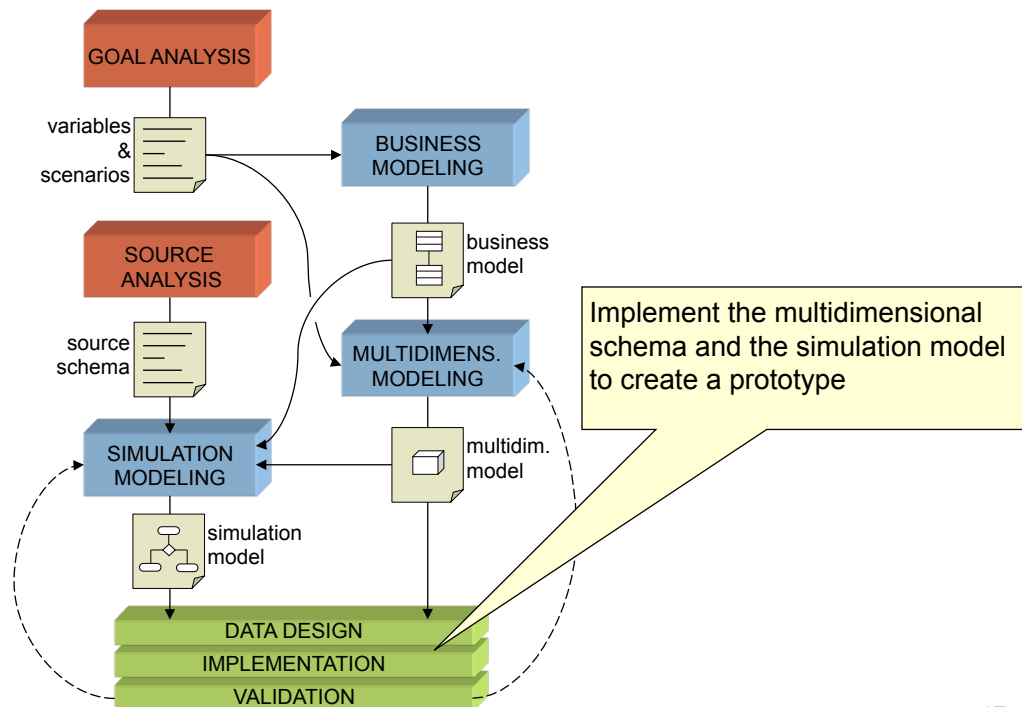 GOAL ANALYSIS
variables
&
scenarios
BUSINESS
MODELING
SOURCE
ANALYSIS
business
model
source
schema
MULTIDIMENS.
MODELING
Implement the multidimensional
schema and the simulation model
to create a prototype
SIMULATION
MODELING
multidim.
model
simulation
model
DATA DESIGN
IMPLEMENTATION
VALIDATION